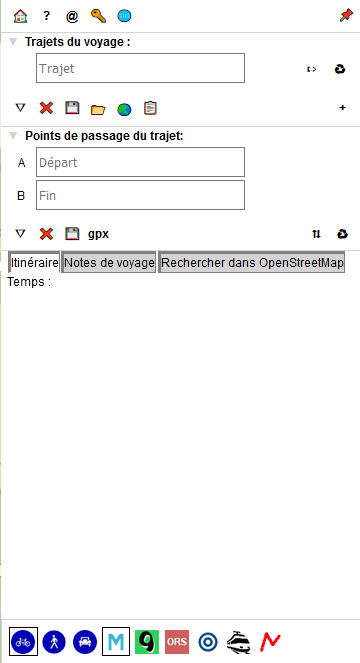 ? @
Trajets du voyage :
Trajet
Points de passage du trajet:
A Départ
B Fin
gpx
Itinéraire Notes de voyage Rechercher dans OpenStreetMap
Temps :
M 9 ORS